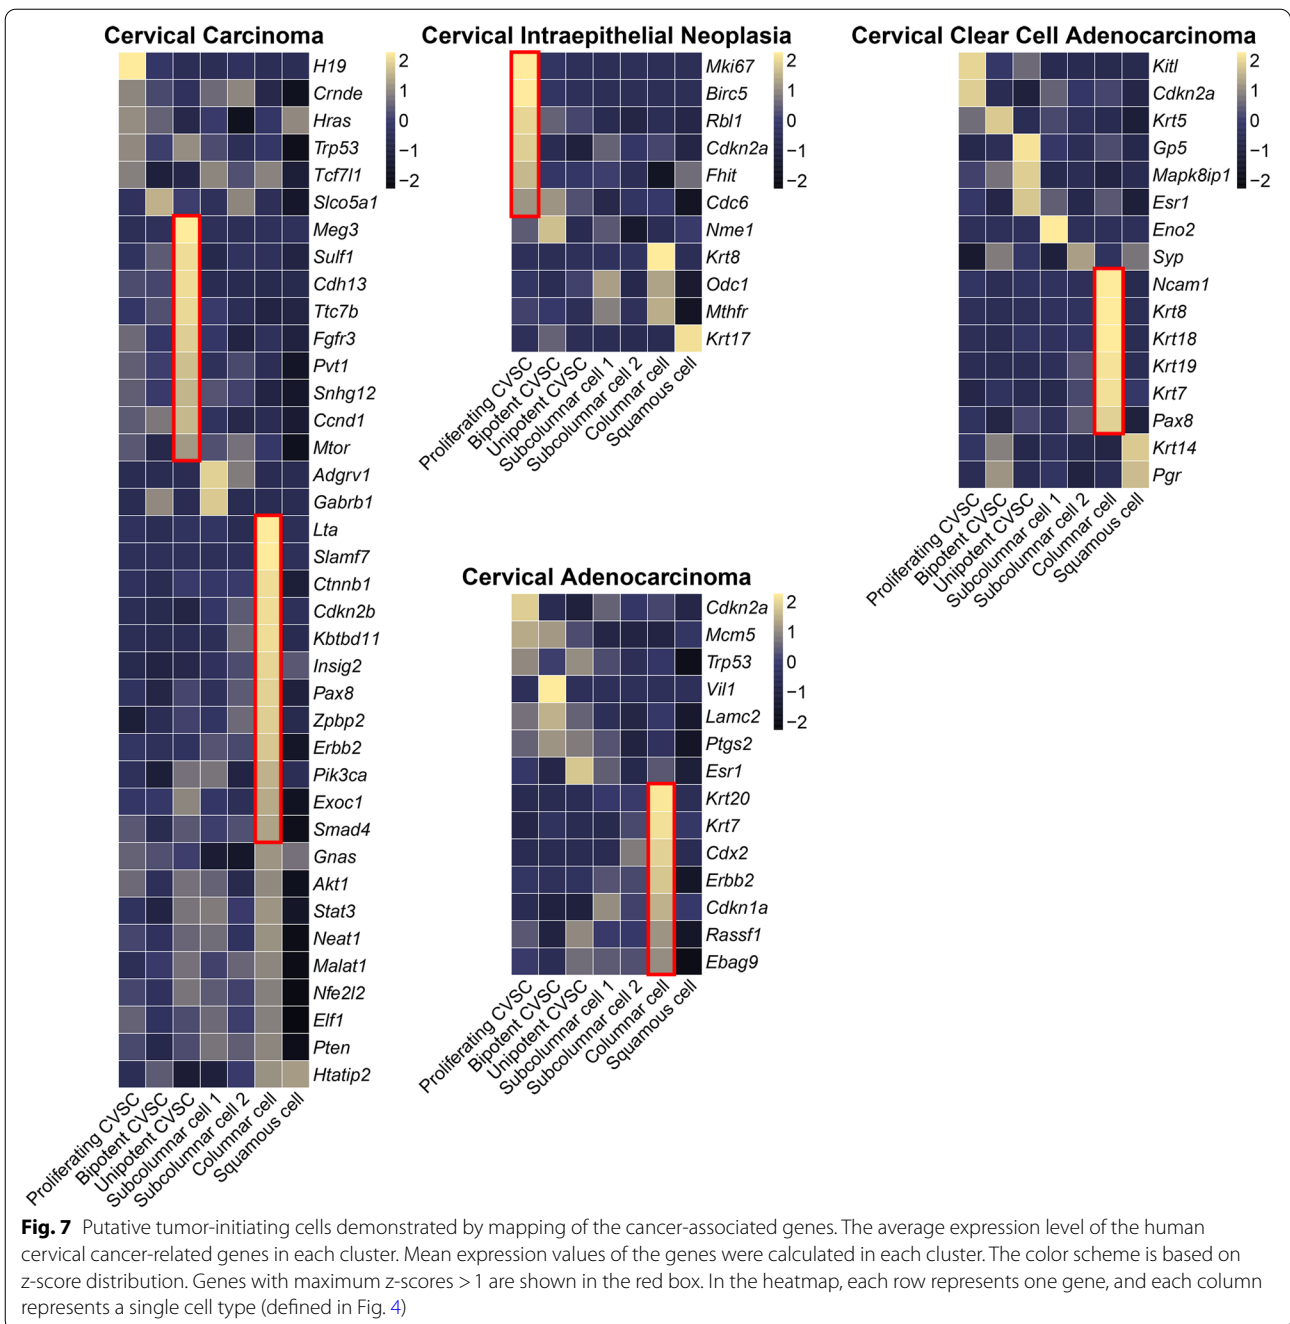 Cervical Carcinoma
H19
Crnde
Hras
Trp53
Tcf7l1
Slco5a1
Meg3
Sulf1
Cdh13
Ttc7b
Fgfr3
Pvt1
Snhg12
Ccnd1
Mtor
Adgrv1
Gabrb1
Lta
Slamf7
Ctnnb1
Cdkn2b
Kbtbd11
Insig2
Pax8
Zpbp2
Erbb2
Pik3ca
Exoc1
Smad4
Gnas
Akt1
Stat3
Neat1
Malat1
Nfe2l2
Elf1
Pten
Htatip2
2
1
0
−1
−2
Proliferating CVSC
Bipotent CVSC
Unipotent CVSC
Subcolumnar cell 1
Subcolumnar cell 2
Columnar cell
Squamous cell
Cervical Intraepithelial Neoplasia
Mki67
Birc5
Rbl1
Cdkn2a
Fhit
Cdc6
Nme1
Krt8
Odc1
Mthfr
Krt17
2
1
0
−1
−2
Proliferating CVSC
Bipotent CVSC
Unipotent CVSC
Subcolumnar cell 1
Subcolumnar cell 2
Columnar cell
Squamous cell
Cervical Clear Cell Adenocarcinoma
Kitl
Cdkn2a
Krt5
Gp5
Mapk8ip1
Esr1
Eno2
Syp
Ncam1
Krt8
Krt18
Krt19
Krt7
Pax8
Krt14
Pgr
2
1
0
−1
−2
Proliferating CVSC
Bipotent CVSC
Unipotent CVSC
Subcolumnar cell 1
Subcolumnar cell 2
Columnar cell
Squamous cell
Cervical Adenocarcinoma
Cdkn2a
Mcm5
Trp53
Vil1
Lamc2
Ptgs2
Esr1
Krt20
Krt7
Cdx2
Erbb2
Cdkn1a
Rassf1
Ebag9
2
1
0
−1
−2
Proliferating CVSC
Bipotent CVSC
Unipotent CVSC
Subcolumnar cell 1
Subcolumnar cell 2
Columnar cell
Squamous cell
Fig. 7 Putative tumor-initiating cells demonstrated by mapping of the cancer-associated genes. The average expression level of the human
cervical cancer-related genes in each cluster. Mean expression values of the genes were calculated in each cluster. The color scheme is based on
z-score distribution. Genes with maximum z-scores > 1 are shown in the red box. In the heatmap, each row represents one gene, and each column
represents a single cell type (defined in Fig. 4)